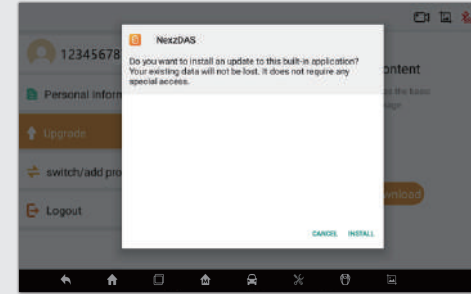 NexzDAS
Do you want to install an update to this built-in application?
Your existing data will not be lost. It does not require any
special access.
CANCEL INSTALL
12345678
Personal inform
Upgrade
switch/add pro
Logout
ontent
wnload